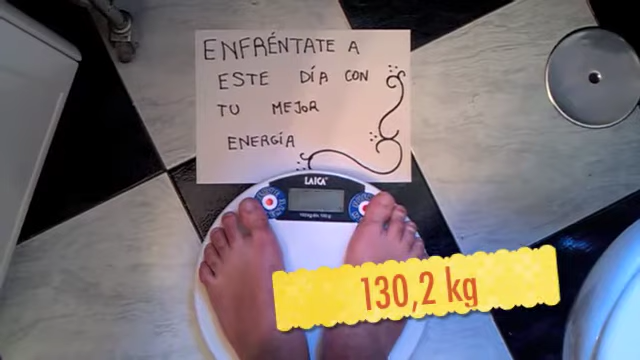 ENFRÉNTATE A
ESTE DÍA CON
TU MEJOR
ENERGÍA
LAICA
130,2 kg